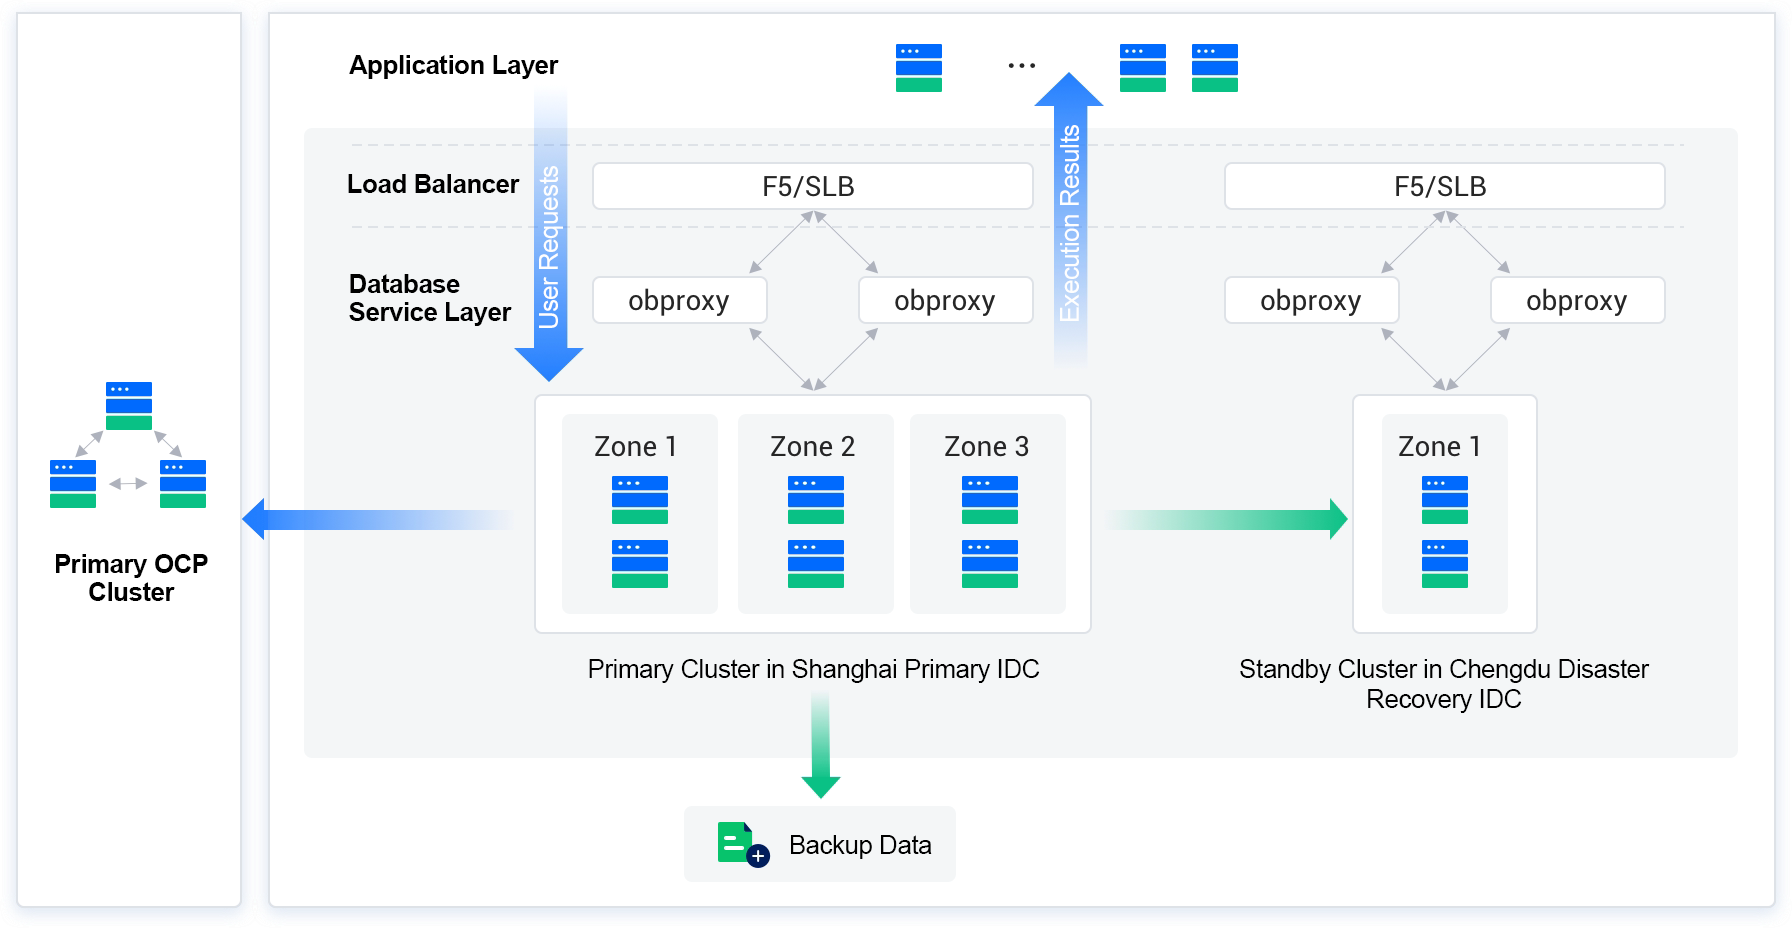 Application Layer
...
Load Balancer
User Requests
F5/SLB
Execution Results
F5/SLB
Database
Service Layer
obproxy
obproxy
obproxy
obproxy
Zone 1
Zone 2
Zone 3
Zone 1
Primary OCP
Cluster
Primary Cluster in Shanghai Primary IDC
Standby Cluster in Chengdu Disaster
Recovery IDC
Backup Data